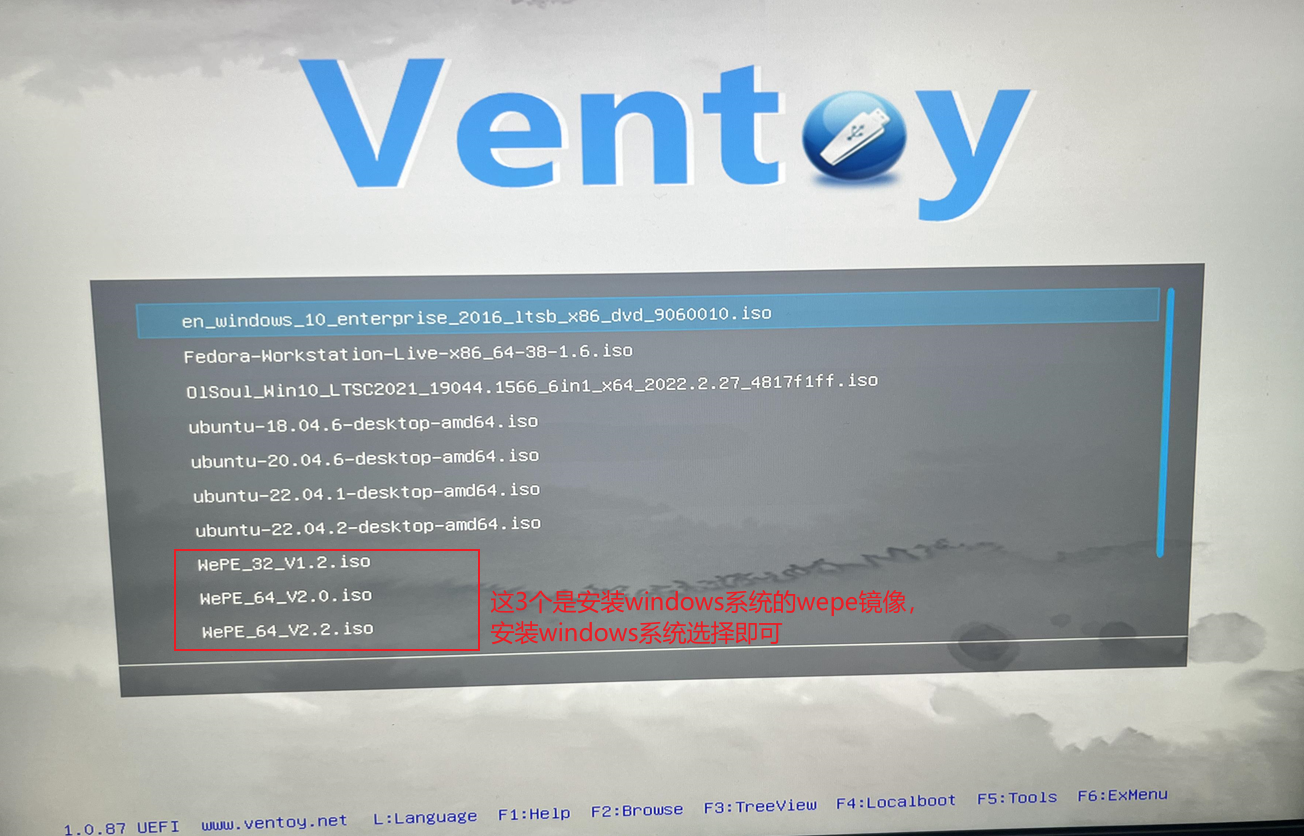 Ventoy
en_windows_10_enterprise_2016_ltsb_x86_dvd_9060010.iso
Fedora-Workstation-Live-x86_64-38-1.6.iso
OlSoul_Win10_LTSC2021_19044.1566_6in1_x64_2022.2.27_4817f1ff.iso
ubuntu-18.04.6-desktop-amd64.iso
ubuntu-20.04.6-desktop-amd64.iso
ubuntu-22.04.1-desktop-amd64.iso
ubuntu-22.04.2-desktop-amd64.iso
WePE_32_V1.2.iso
WePE_64_V2.0.iso
WePE_64_V2.2.iso
这3个是安装windows系统的wepe镜像，
安装windows系统选择即可
1.0.87 UEFI www.ventoy.net L:Language F1:Help F2:Browse F3:TreeView F4:Localboot F5:Tools F6:ExMenu